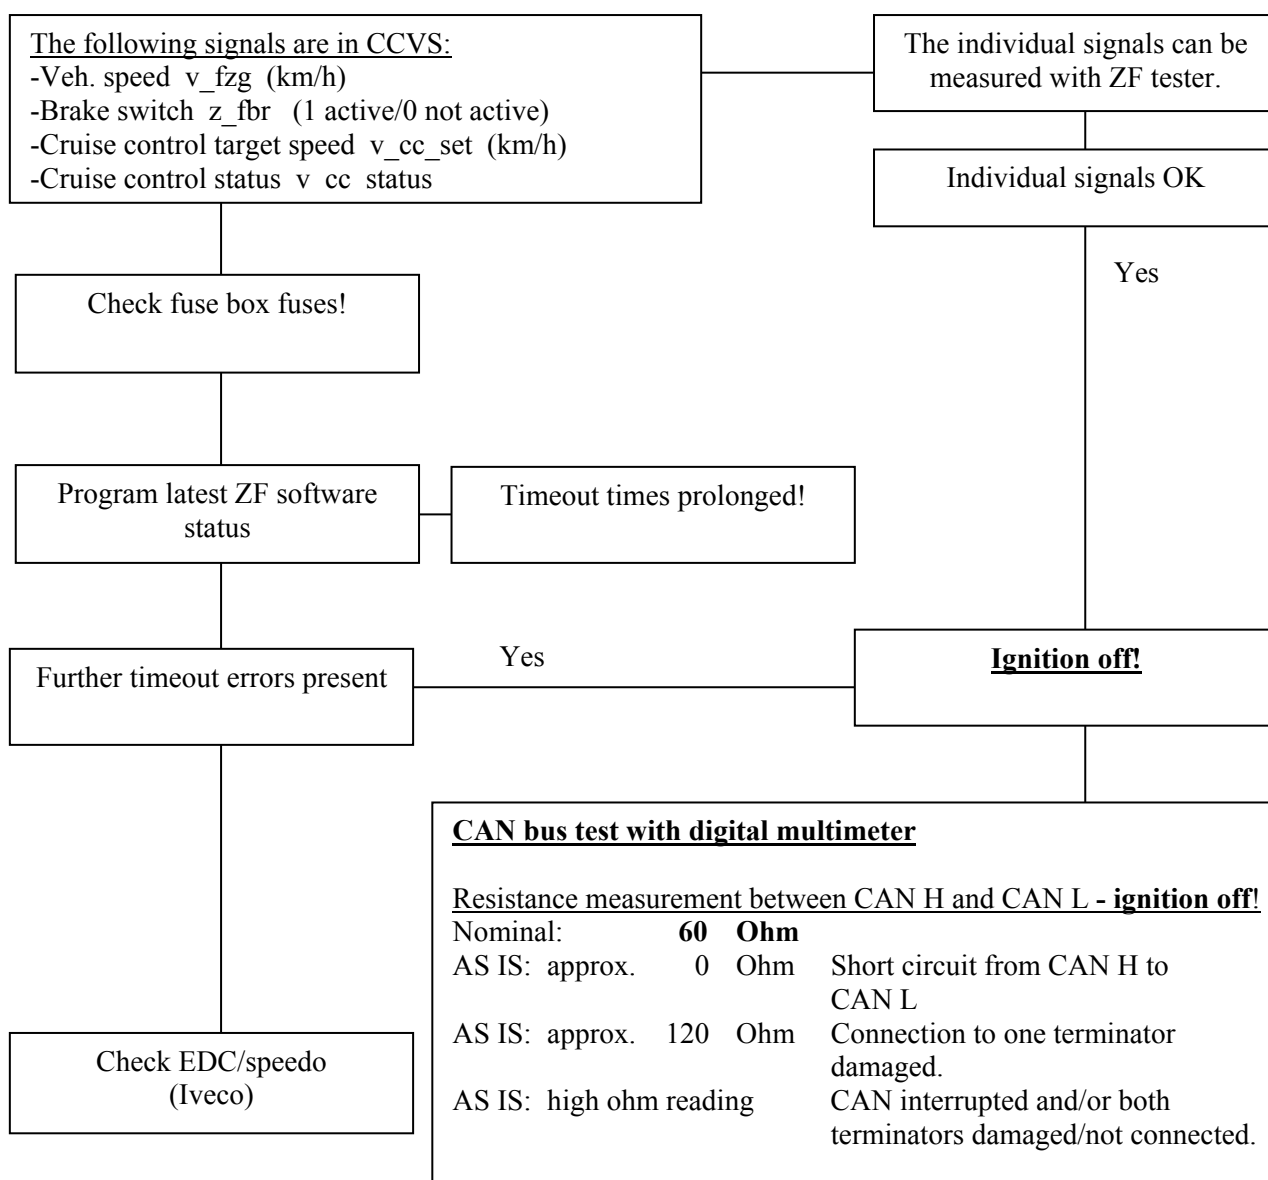 The following signals are in CCVS:
-Veh. speed v_fzg (km/h)
-Brake switch z_fbr (1 active/0 not active)
-Cruise control target speed v_cc_set (km/h)
-Cruise control status v cc status
The individual signals can be
measured with ZF tester.
Individual signals OK
Yes
Check fuse box fuses!
Program latest ZF software
status
Timeout times prolonged!
Further timeout errors present
Yes
Ignition off!
CAN bus test with digital multimeter
Resistance measurement between CAN H and CAN L - ignition off!
Nominal: 60 Ohm
AS IS: approx. 0 Ohm Short circuit from CAN H to
CAN L
AS IS: approx. 120 Ohm Connection to one terminator
damaged.
AS IS: high ohm reading CAN interrupted and/or both
terminators damaged/not connected.
Check EDC/speedo
(Iveco)